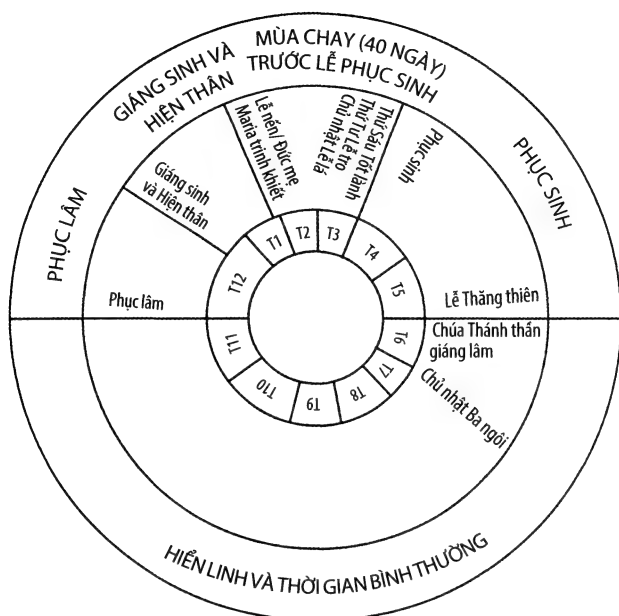 GIÁNG SINH VÀ
HIỆN THÂN
MÙA CHAY (40 NGÀY)
TRƯỚC LỄ PHỤC SINH
PHỤC SINH
PHỤC LÂM
HIỂN LINH VÀ THỜI GIAN BÌNH THƯỜNG
Phục lâm
Giáng sinh
và Hiện thân
Lễ nến/ Đức mẹ
Maria trinh khiết
Thứ Sáu Tốt lành
Thứ Tư Lễ tro
Chủ nhật Lễ lá
Phục sinh
Lễ Thăng thiên
Chúa Thánh thần
giáng lâm
Chủ nhật Ba ngôi
T1
T2
T3
T4
T5
T6
T7
T8
T9
T10
T11
T12